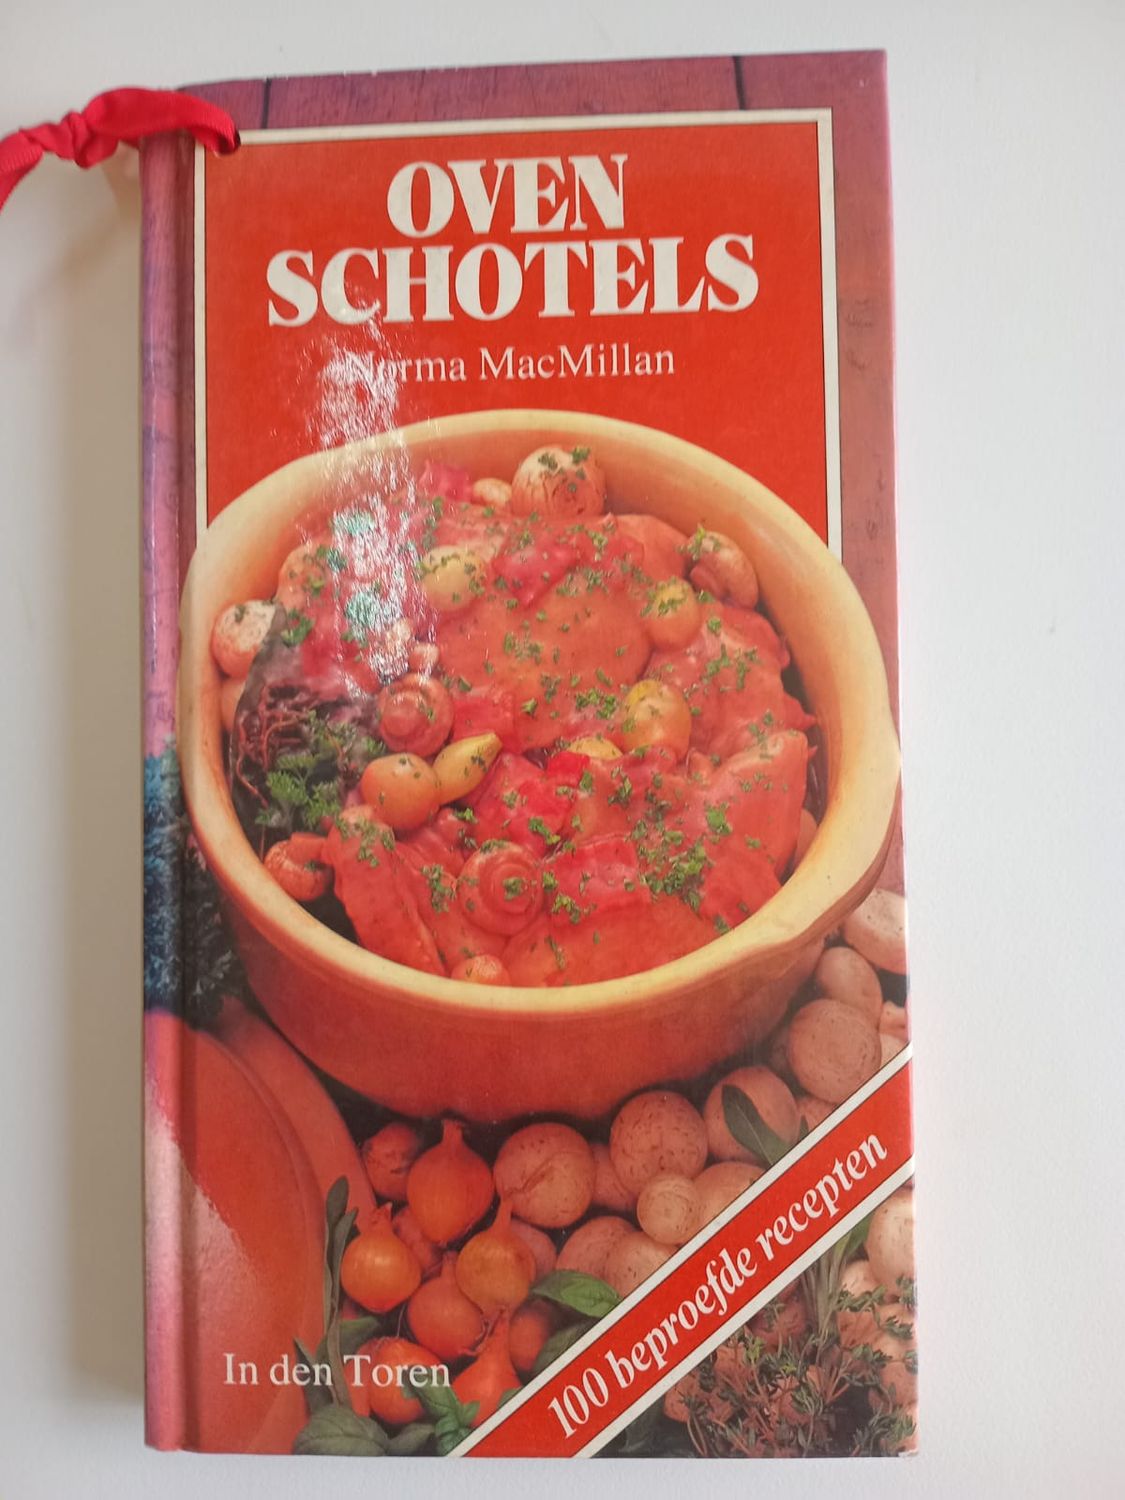 OVEN
SCHOTELS
Norma MacMillan
In den Toren
100 beproefde recepten